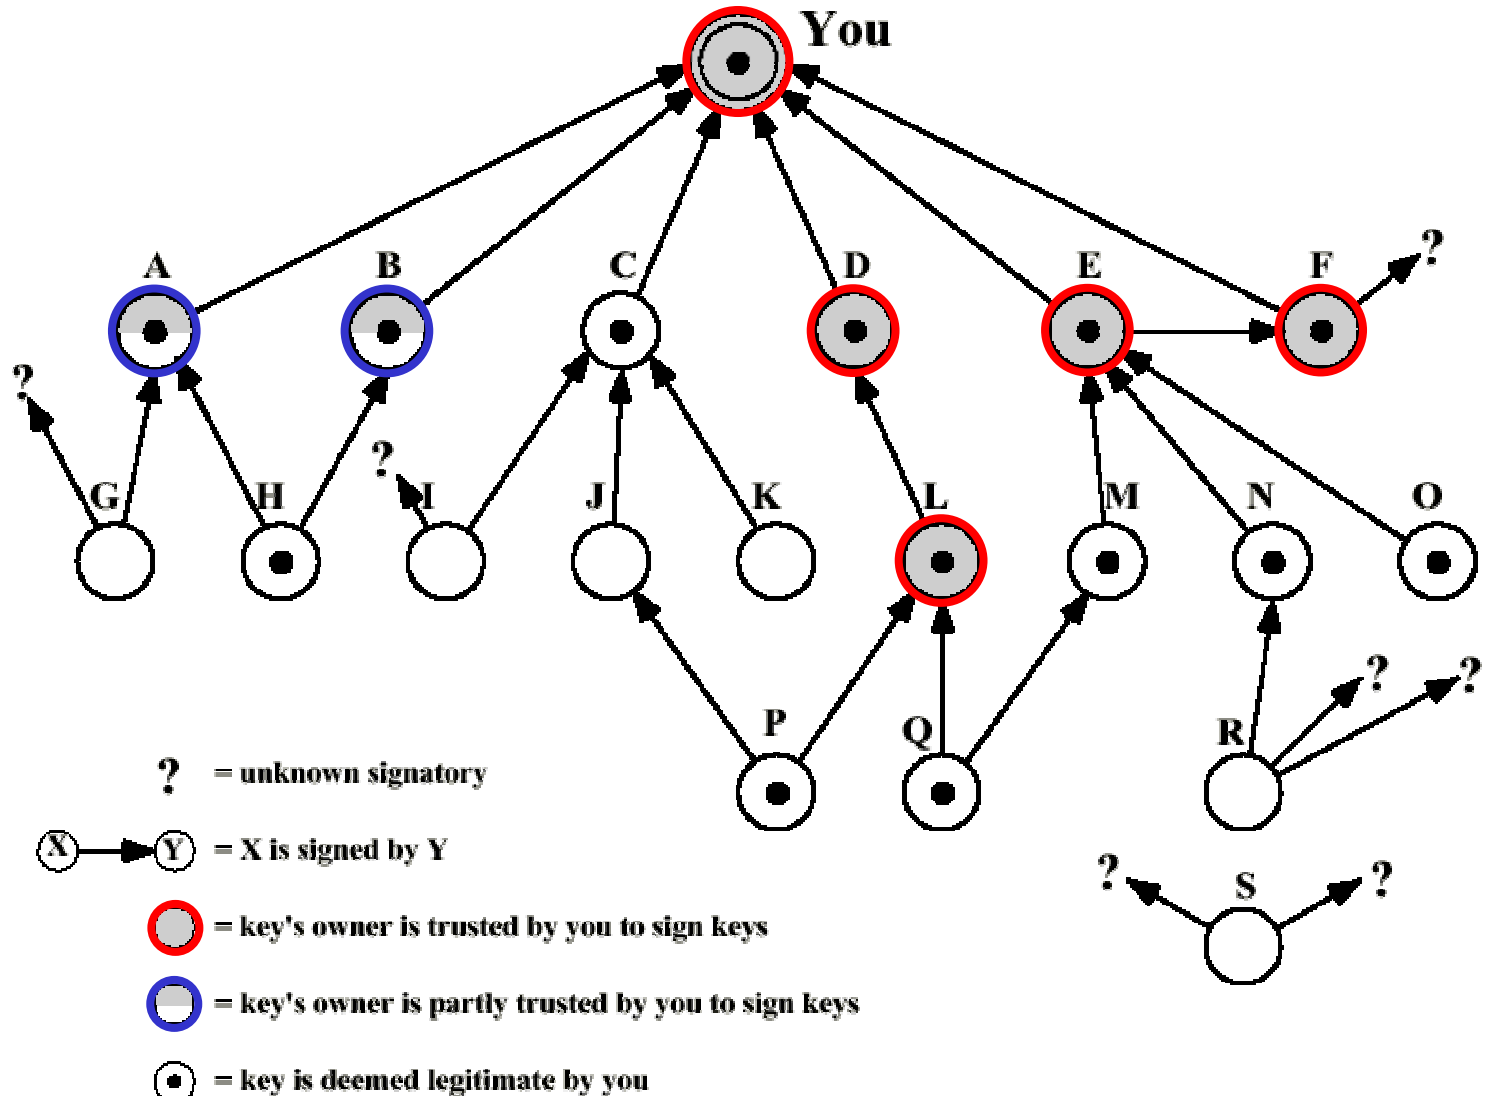 You
A B C D E F ?
?
?
G H I J K L M N O
? ?
P Q R
? = unknown signatory
X Y = X is signed by Y
? S ?
= key's owner is trusted by you to sign keys
= key's owner is partly trusted by you to sign keys
= key is deemed legitimate by you